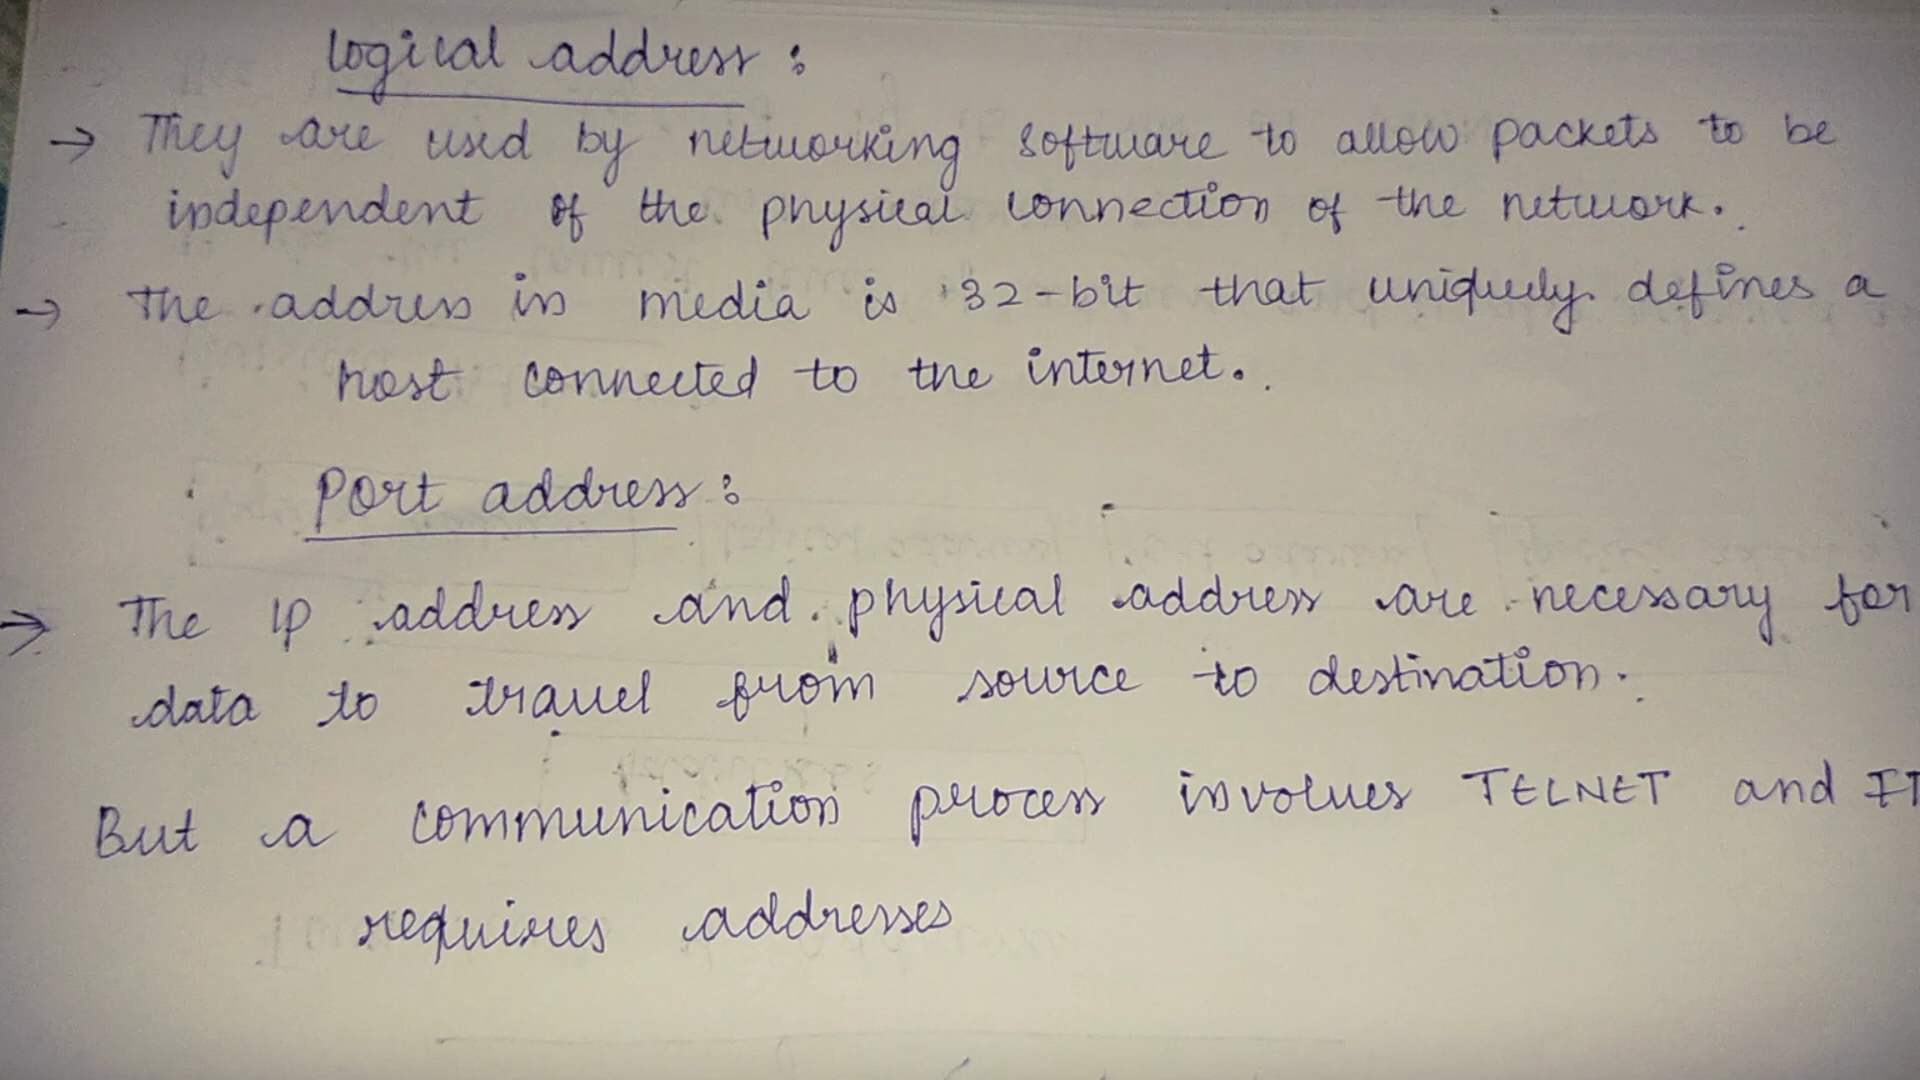 logical address :
→ They are used by networking software to allow packets to be
independent of the physical connection of the network.
→ The address in media is 32-bit that uniquely defines a
host connected to the internet.
Port address :
→ The IP address and physical address are necessary for
data to travel from source to destination.
But a communication process involves TELNET and
requires addresses